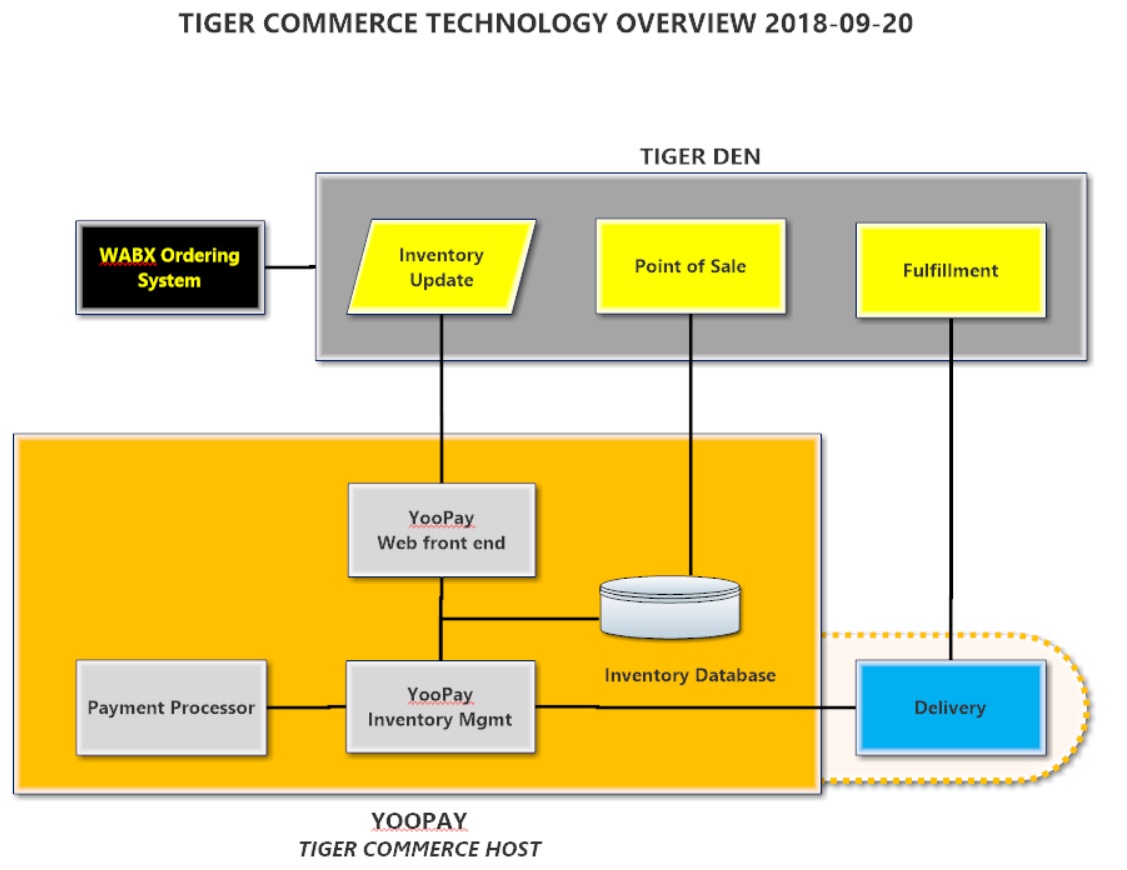 TIGER COMMERCE TECHNOLOGY OVERVIEW 2018-09-20
TIGER DEN
WABX Ordering
System
Inventory
Update
Point of Sale
Fulfillment
YooPay
Web front end
Inventory Database
Payment Processor
YooPay
Inventory Mgmt
Delivery
YOOPAY
TIGER COMMERCE HOST